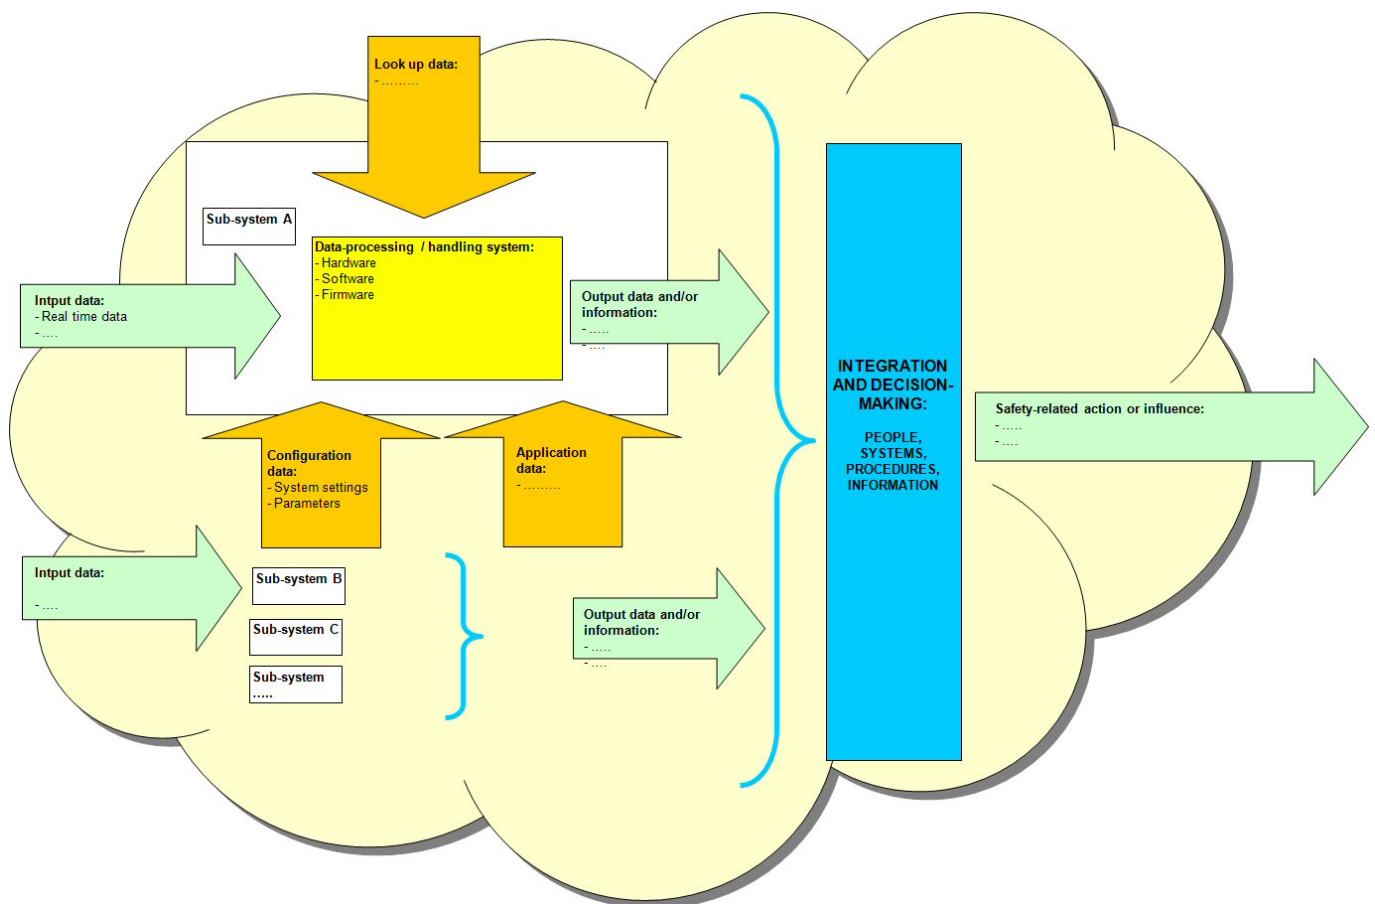 Look up data:
- .........
Sub-system A
Data-processing / handling system:
- Hardware
- Software
- Firmware
Intput data:
- Real time data
- ....
Output data and/or
information:
- .....
- ....
INTEGRATION
AND DECISION-
MAKING:
PEOPLE,
SYSTEMS,
PROCEDURES,
INFORMATION
Safety-related action or influence:
- .....
- ....
Configuration
data:
- System settings
- Parameters
Application
data:
- .........
Intput data:
- ....
Sub-system B
Sub-system C
Sub-system
.....
Output data and/or
information:
- .....
- ....